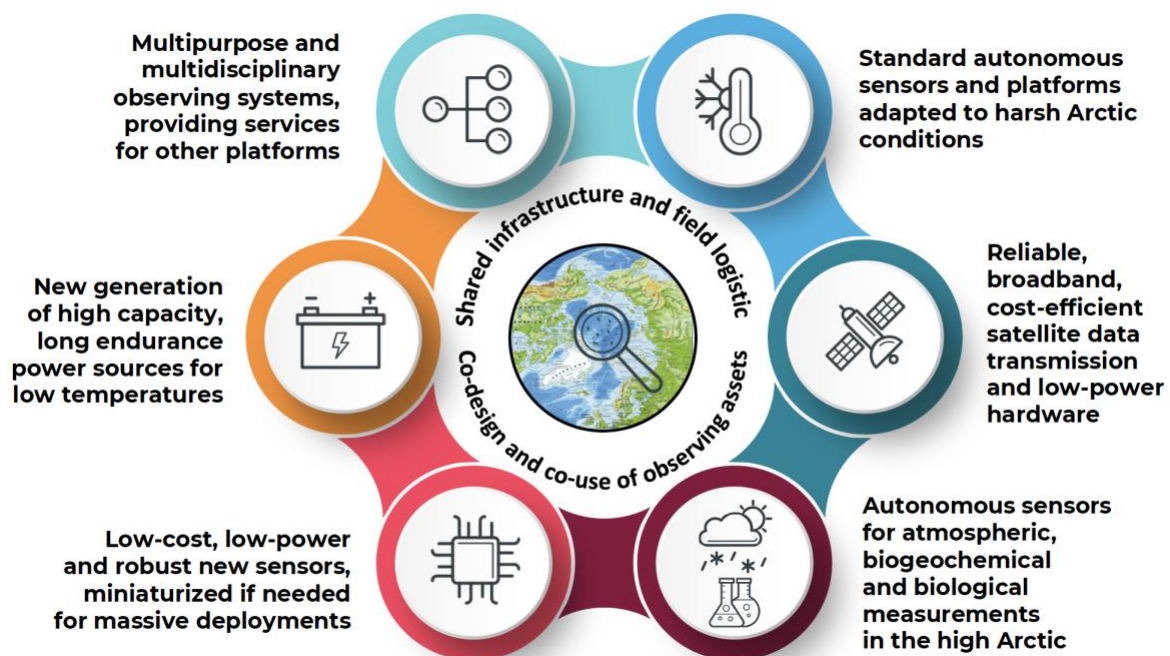 Multipurpose and
multidisciplinary
observing systems,
providing services
for other platforms
Standard autonomous
sensors and platforms
adapted to harsh Arctic
conditions
New generation
of high capacity,
long endurance
power sources for
low temperatures
Shared infrastructure and field logistic
Co-design and co-use of observing assets
Reliable,
broadband,
cost-efficient
satellite data
transmission
and low-power
hardware
Low-cost, low-power
and robust new sensors,
miniaturized if needed
for massive deployments
Autonomous sensors
for atmospheric,
biogeochemical
and biological
measurements
in the high Arctic